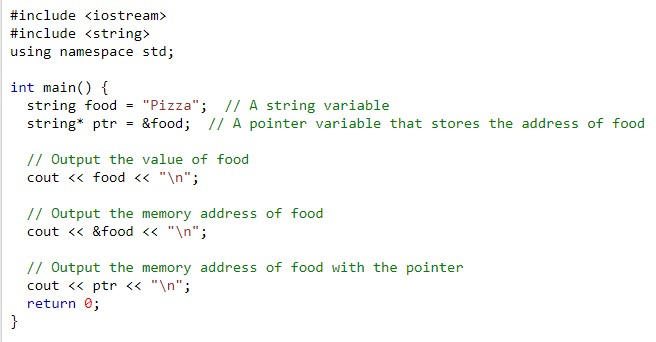 #include <iostream>
#include <string>
using namespace std;

int main() {
  string food = "Pizza";  // A string variable
  string* ptr = &food;  // A pointer variable that stores the address of food

  // Output the value of food
  cout << food << "\n";

  // Output the memory address of food
  cout << &food << "\n";

  // Output the memory address of food with the pointer
  cout << ptr << "\n";
  return 0;
}